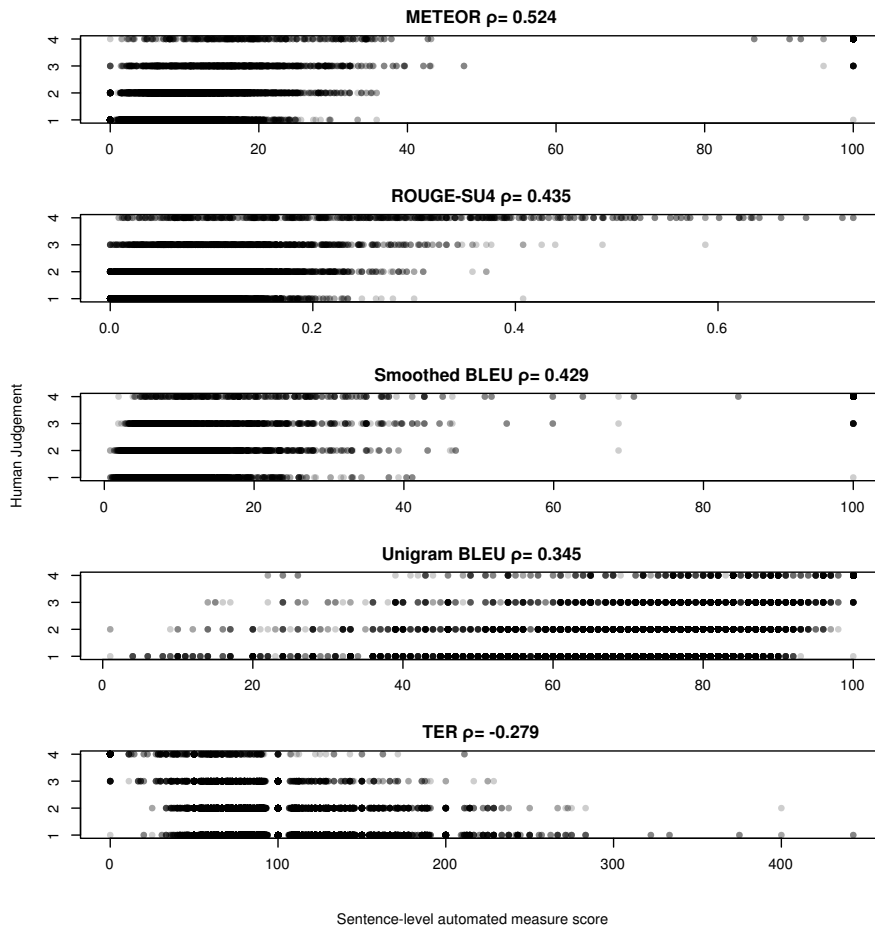 METEOR ρ= 0.524
4
3
2
1
0 20 40 60 80 100
ROUGE-SU4 ρ= 0.435
4
3
2
1
0.0 0.2 0.4 0.6
Smoothed BLEU ρ= 0.429
4
3
2
1
0 20 40 60 80 100
Human Judgement
Unigram BLEU ρ= 0.345
4
3
2
1
0 20 40 60 80 100
TER ρ= -0.279
4
3
2
1
0 100 200 300 400
Sentence-level automated measure score